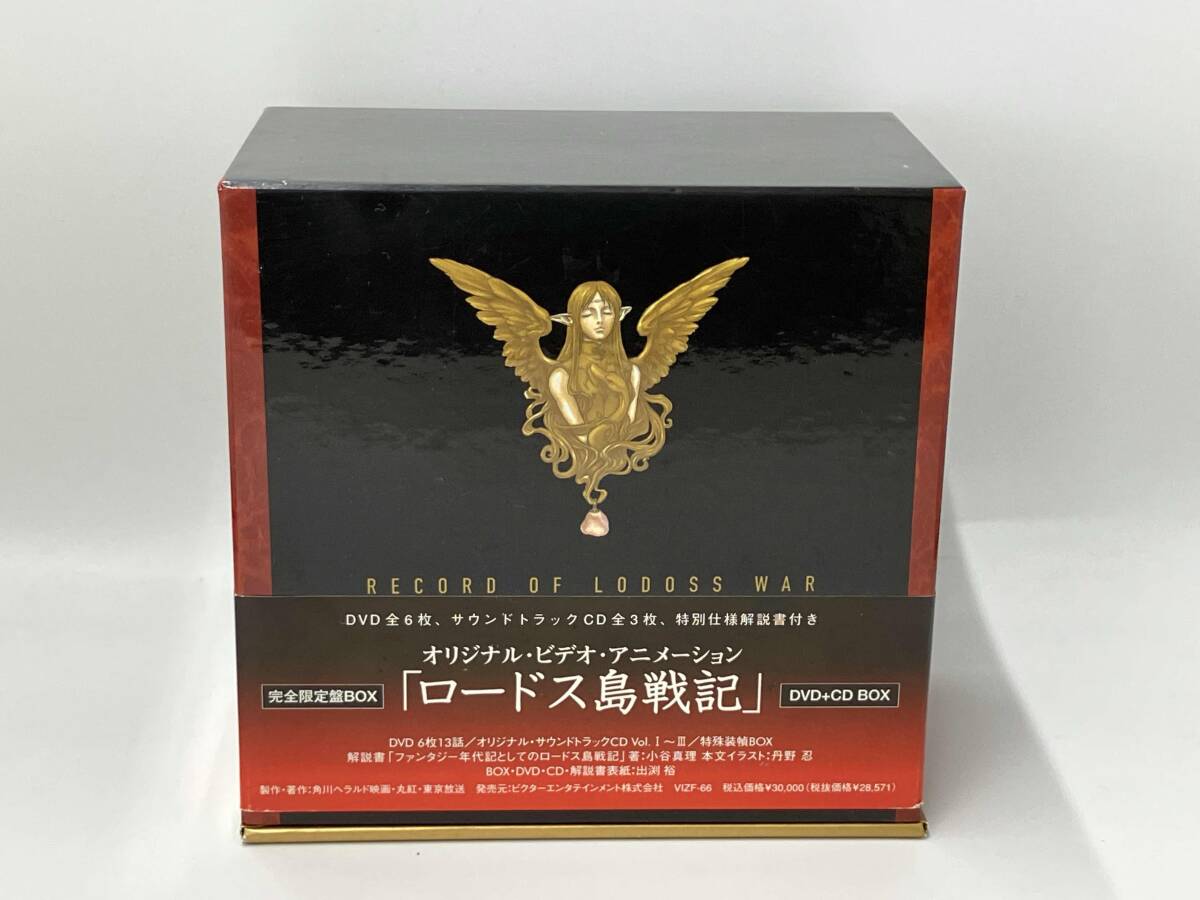 RECORD OF LODOSS WAR
DVD全6枚、サウンドトラックCD全3枚、特別仕様解説書付き
オリジナル・ビデオ・アニメーション
完全限定盤BOX 「ロードス島戦記」 DVD+CD BOX
DVD 6枚13話／オリジナル・サウンドトラックCD Vol.Ⅰ〜Ⅲ／特殊装幀BOX
解説書「ファンタジー年代記としてのロードス島戦記」著：小谷真理 本文イラスト：丹野 忍
BOX・DVD・CD・解説書表紙：出渕 裕
製作・著作：角川ヘラルド映画・丸紅・東京放送 発売元：ビクターエンタテインメント株式会社 VIZF-66 税込価格¥30,000（税抜価格¥28,571）